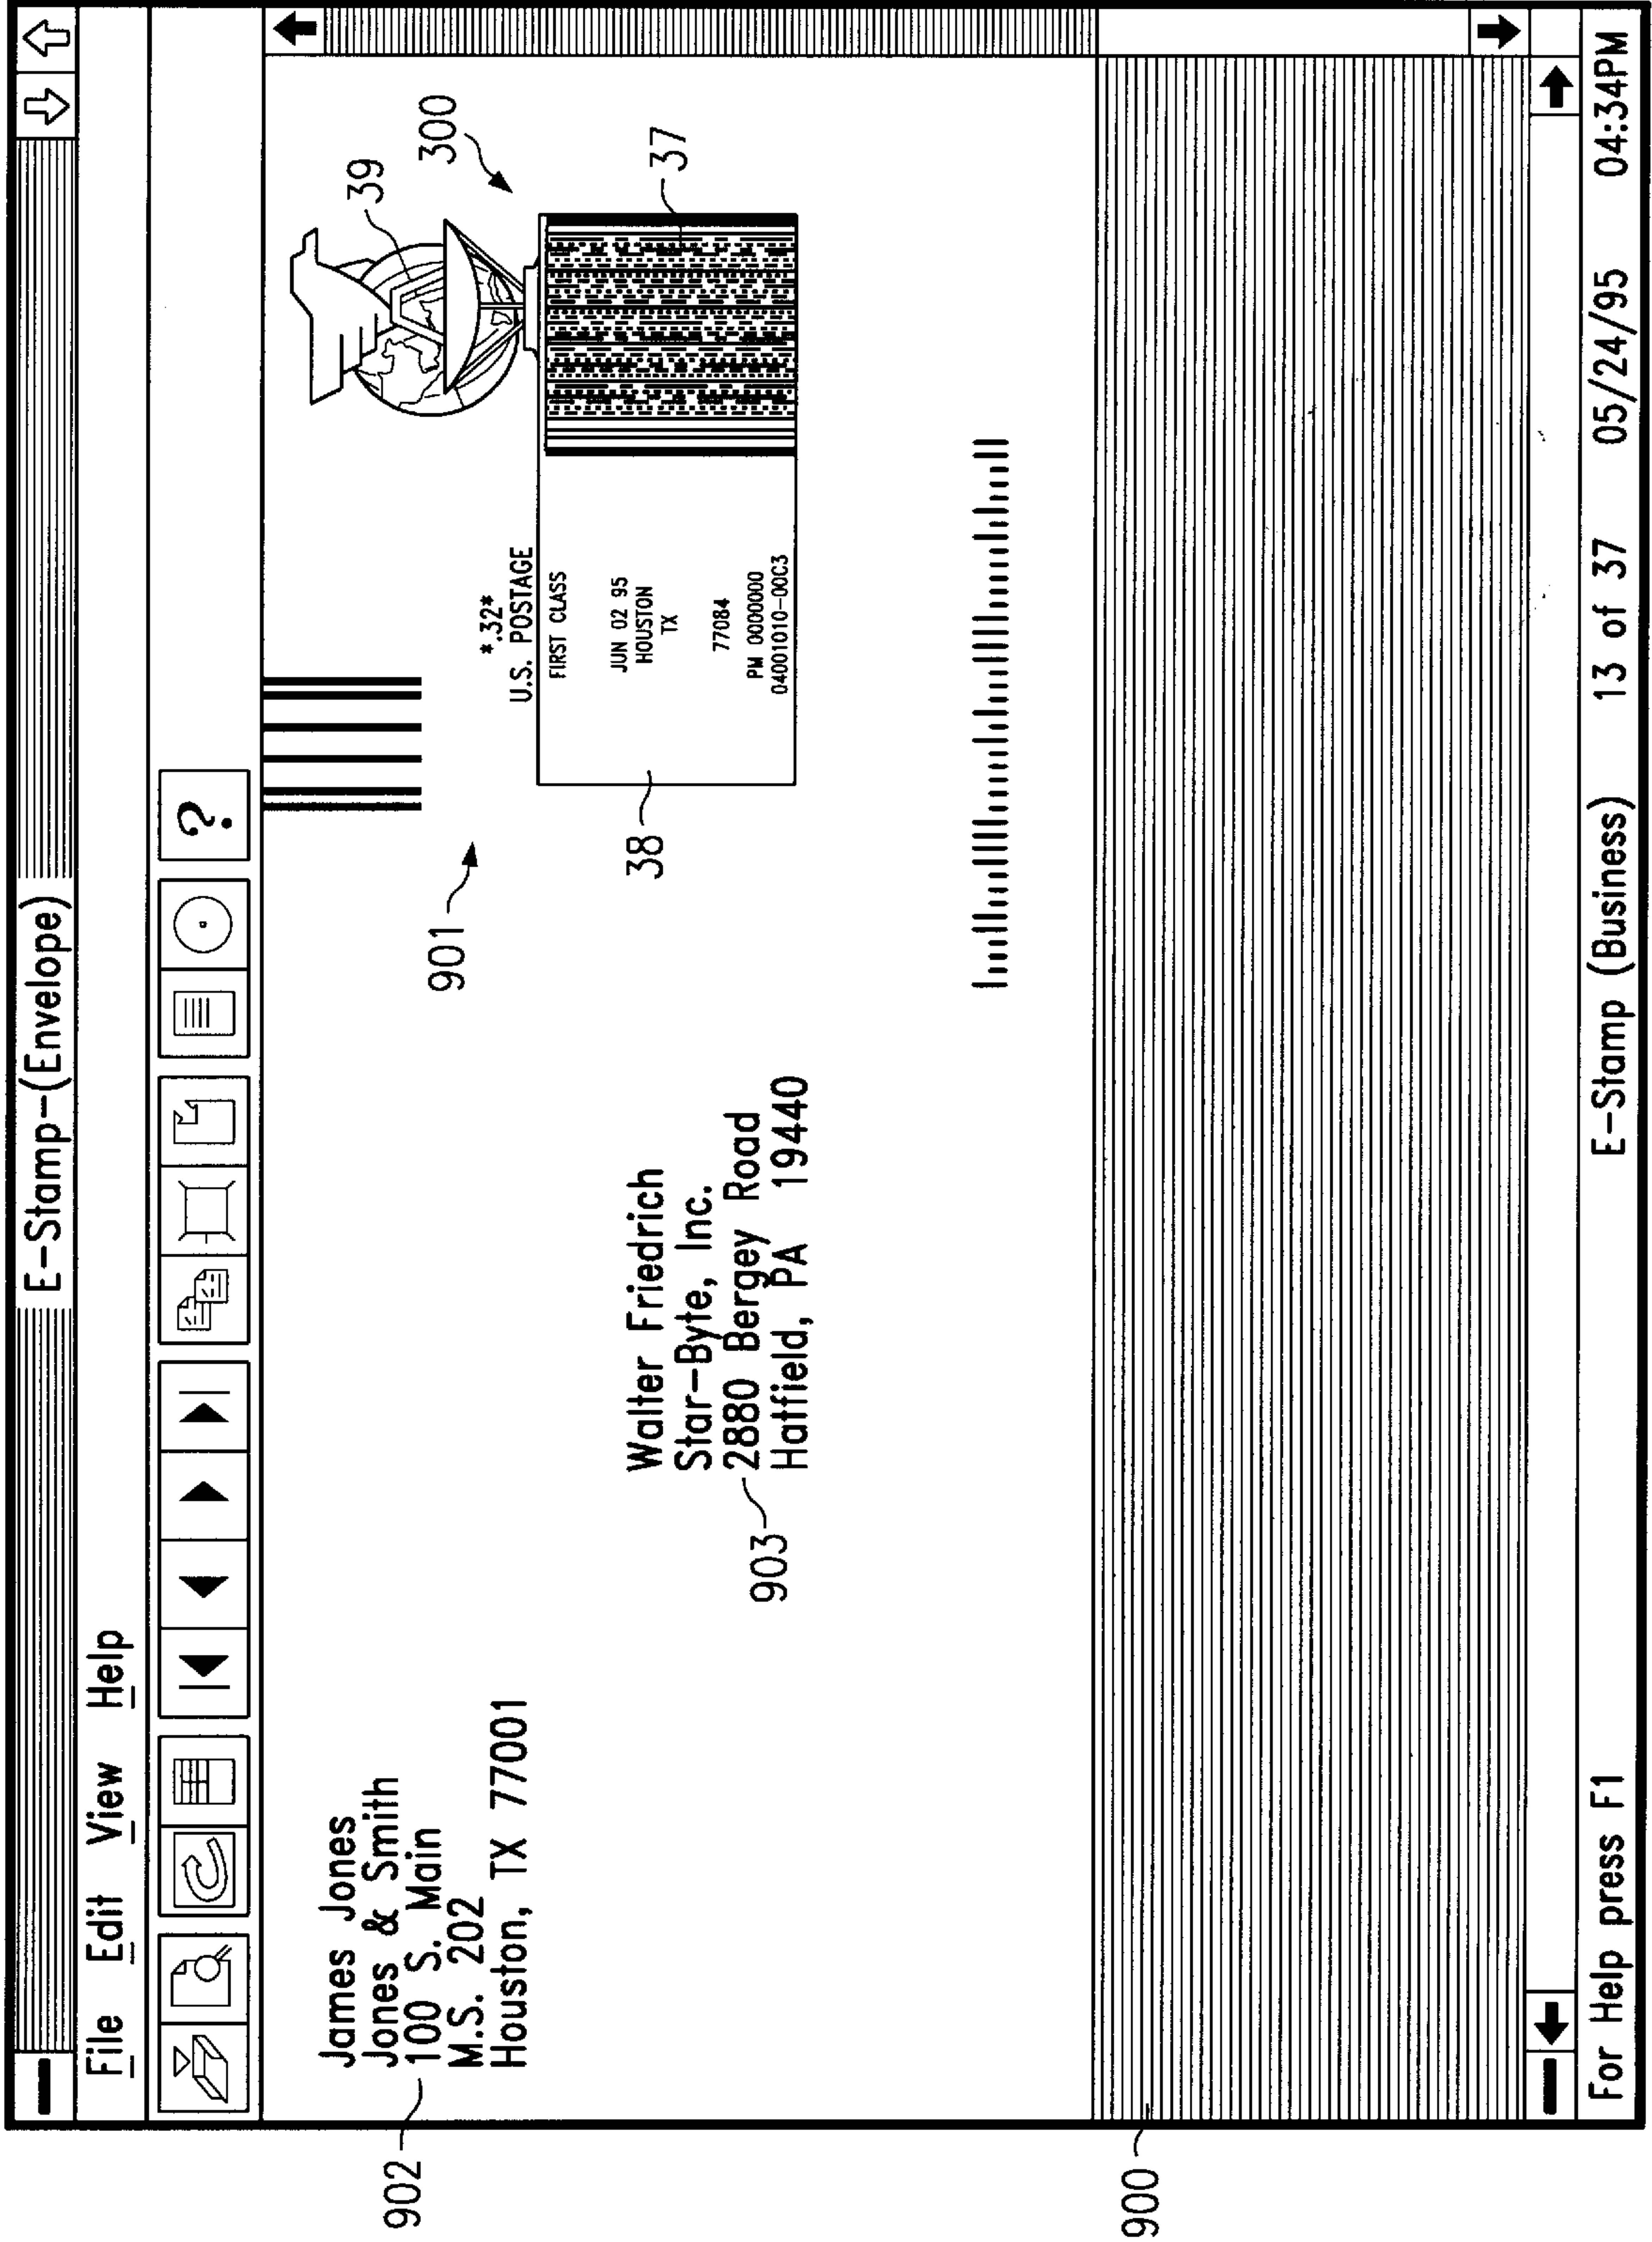 E-Stamp-(Envelope)
File Edit View Help
?
James Jones
Jones & Smith
100 S. Main
M.S. 202
Houston, TX 77001
902
901
39
300
*.32*
U.S. POSTAGE
FIRST CLASS
JUN 02 95
HOUSTON
TX
77084
PM 0000000
04001010-00C3
38
37
Walter Friedrich
Star-Byte, Inc.
2880 Bergey Road
Hatfield, PA 19440
903
900
For Help press F1 E-Stamp (Business) 13 of 37 05/24/95 04:34PM